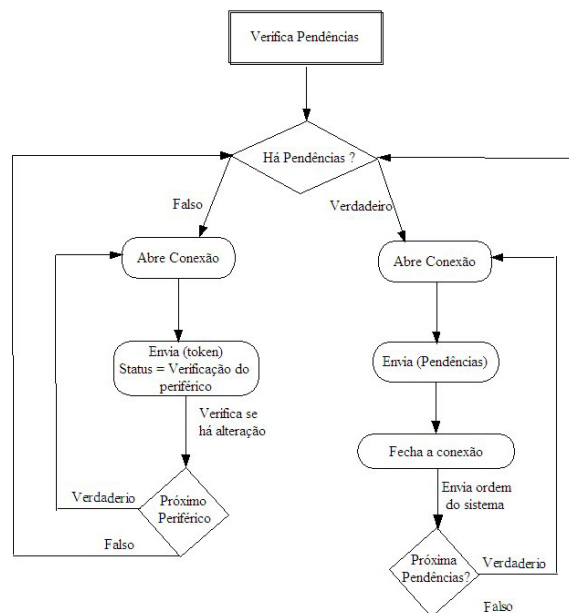 Verifica Pendências
Há Pendências ?
Falso
Verdadeiro
Abre Conexão
Envia (token)
Status = Verificação do
periférico
Verifica se
há alteração
Próximo
Periférico
Verdaderio
Falso
Abre Conexão
Envia (Pendências)
Fecha a conexão
Envia ordem
do sistema
Próxima
Pendências?
Verdaderio
Falso